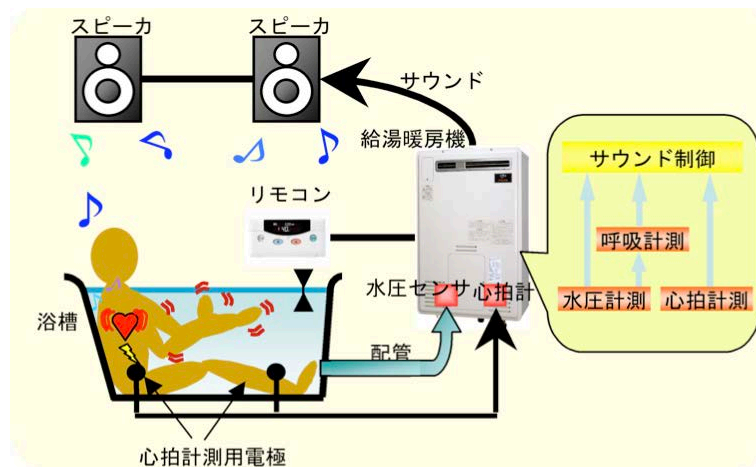 スピーカ
スピーカ
サウンド
給湯暖房機
サウンド制御
リモコン
呼吸計測
水圧センサ
心拍計
水圧計測
心拍計測
浴槽
配管
心拍計測用電極